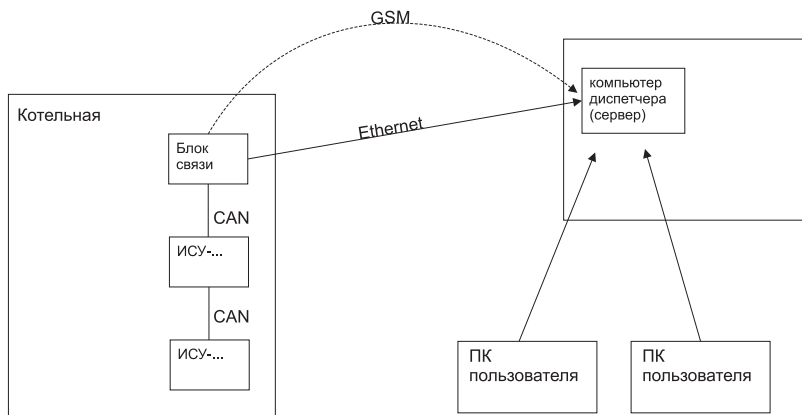 GSM
компьютер
диспетчера
(сервер)
Котельная
Ethernet
Блок
связи
CAN
ИСУ-...
CAN
ИСУ-...
ПК
пользователя
ПК
пользователя